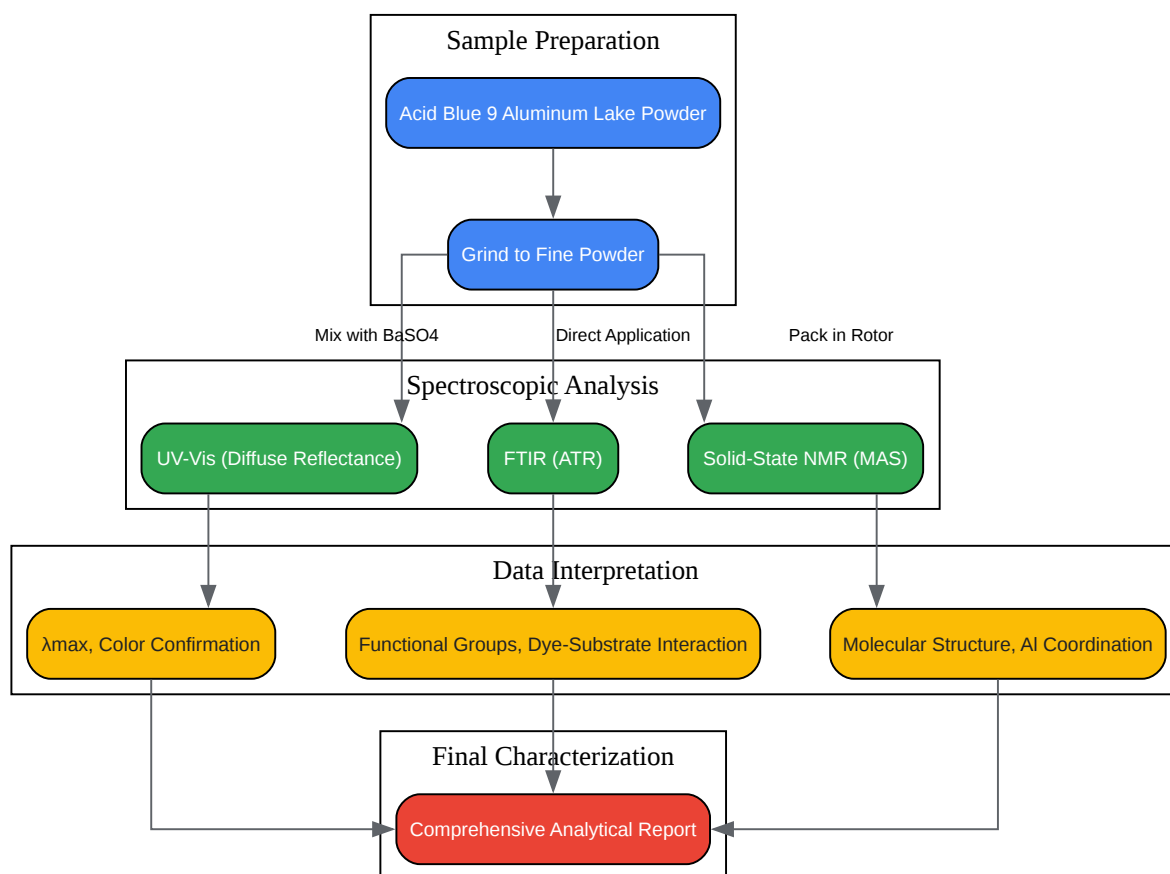 Sample Preparation
Acid Blue 9 Aluminum Lake Powder
Grind to Fine Powder
Mix with BaSO4
Direct Application
Pack in Rotor
Spectroscopic Analysis
UV-Vis (Diffuse Reflectance)
FTIR (ATR)
Solid-State NMR (MAS)
Data Interpretation
λmax, Color Confirmation
Functional Groups, Dye-Substrate Interaction
Molecular Structure, Al Coordination
Final Characterization
Comprehensive Analytical Report